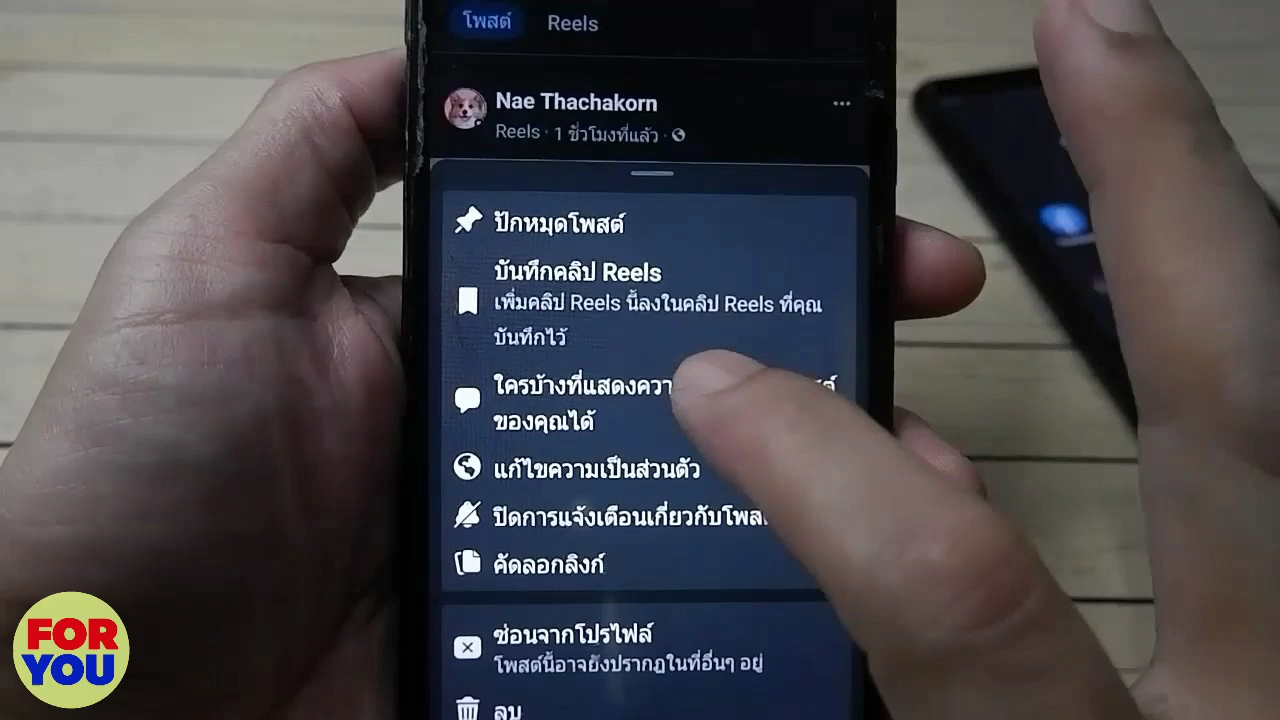 โพสต์ Reels
Nae Thachakorn
Reels · 1 ชั่วโมงที่แล้ว ·
ปักหมุดโพสต์
บันทึกคลิป Reels
เพิ่มคลิป Reels นี้ลงในคลิป Reels ที่คุณ
บันทึกไว้
ใครบ้างที่แสดงควา
ของคุณได้
แก้ไขความเป็นส่วนตัว
ปิดการแจ้งเตือนเกี่ยวกับโพส
คัดลอกลิงก์
ซ่อนจากโปรไฟล์
โพสต์นี้อาจยังปรากฏในที่อื่นๆ อยู่
ลบ
FOR
YOU